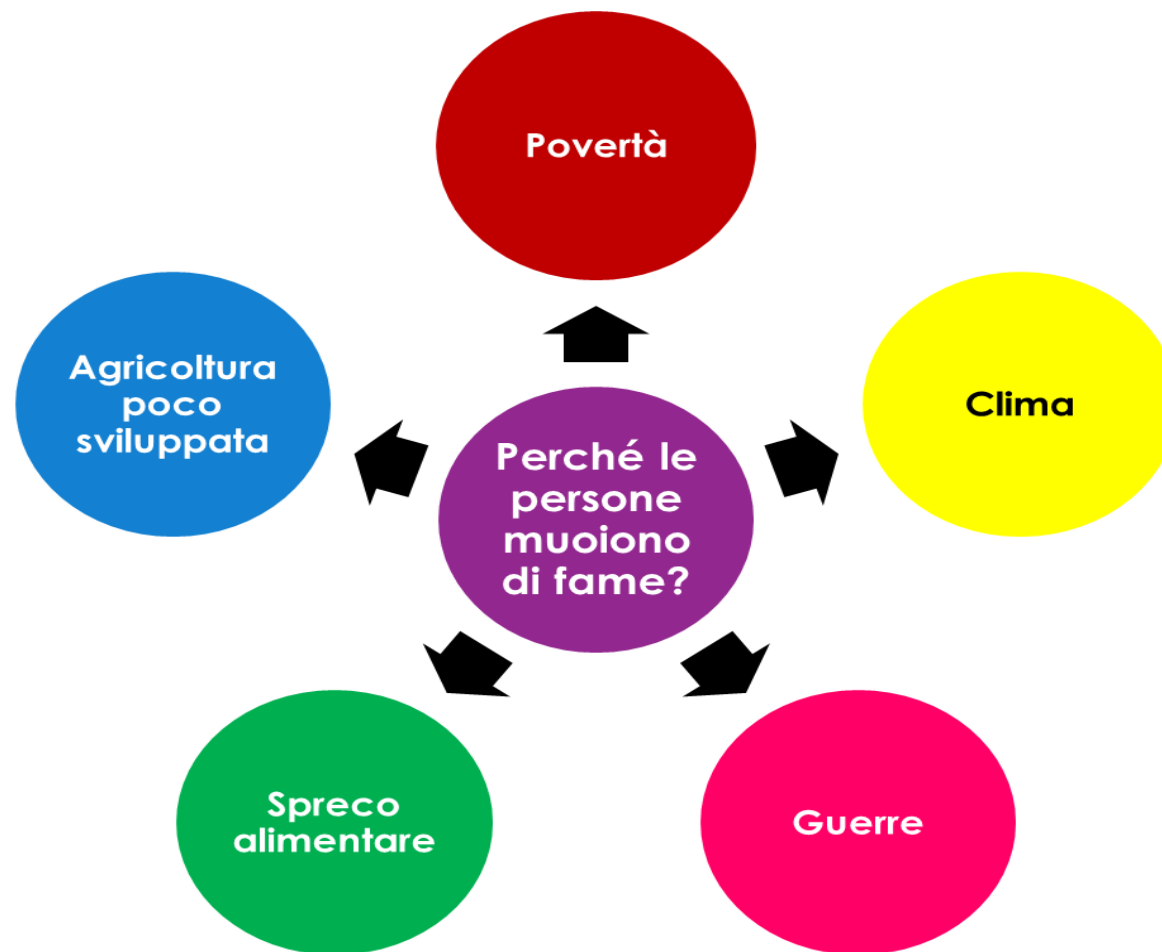 Povertà
Agricoltura
poco
sviluppata
Clima
Perché le
persone
muoiono
di fame?
Spreco
alimentare
Guerre